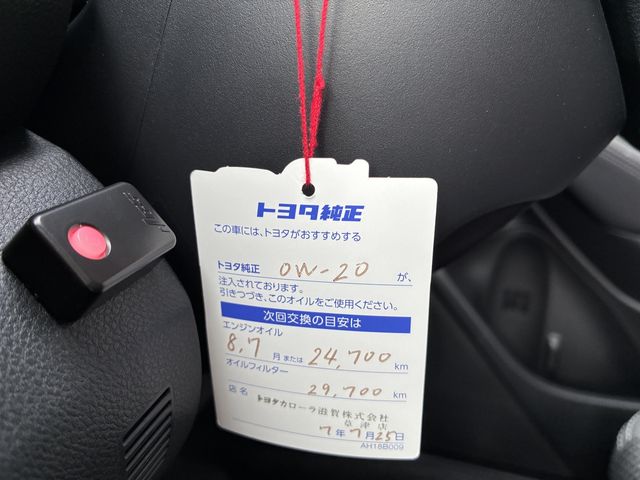 トヨタ純正
この車には、トヨタがおすすめする
トヨタ純正 OW-20 が、
注入されております。
引きつづき、このオイルをご使用ください。
次回交換の目安は
エンジンオイル
8,7 月 または 24,700 km
オイルフィルター
29,700 km
店名
トヨタカローラ滋賀株式会社
草津店
7年7月25日
AH18B009